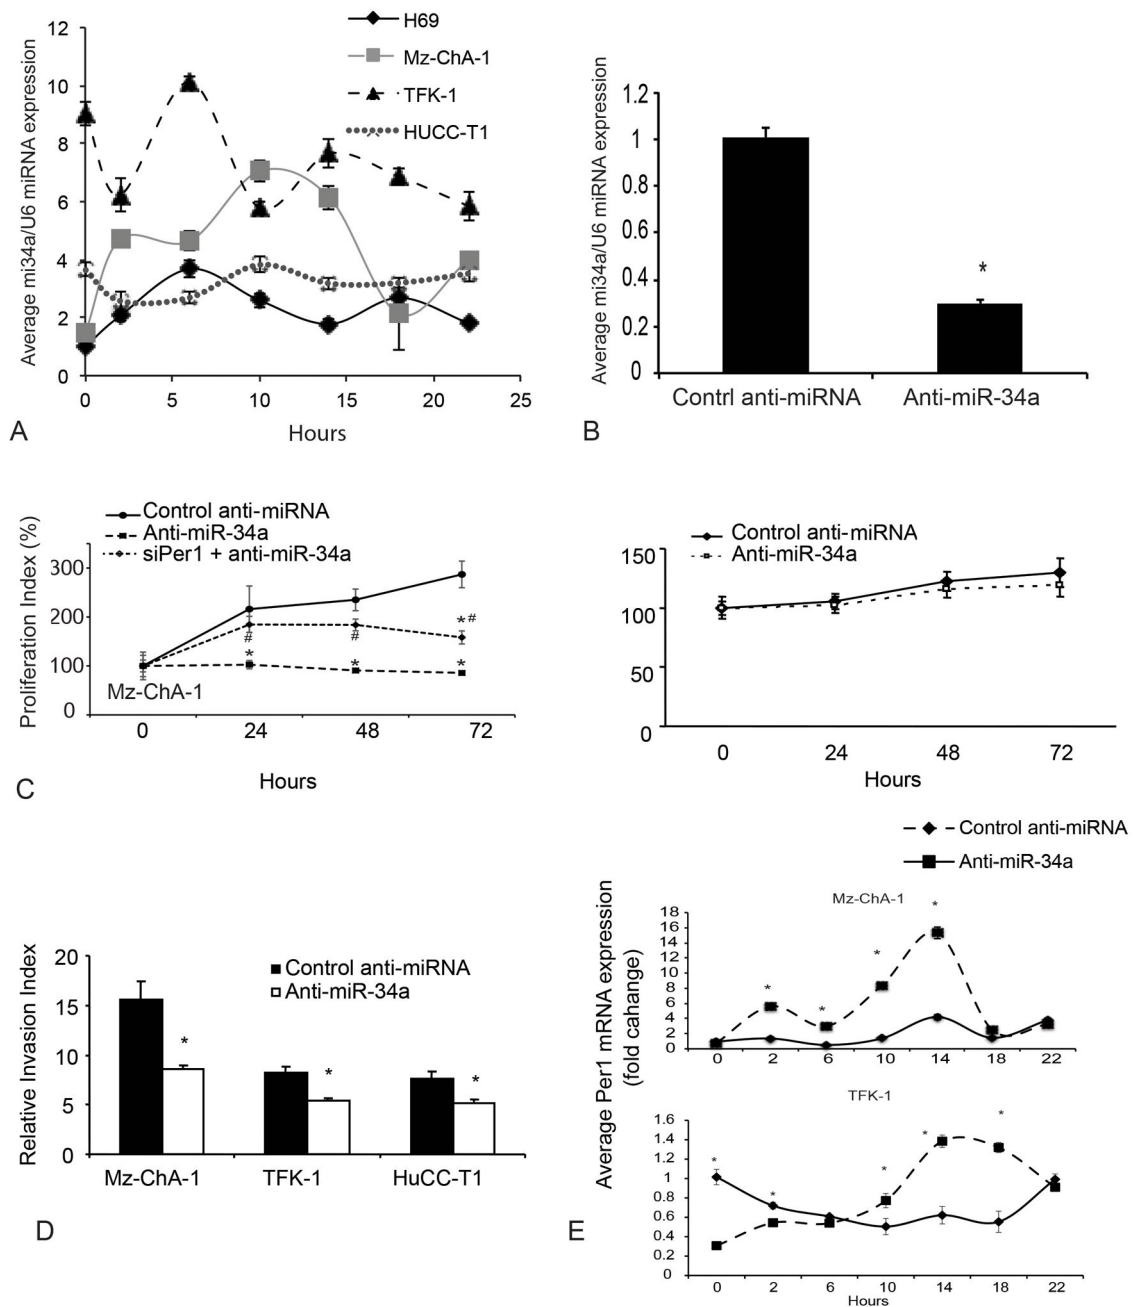 H69
Mz-ChA-1
TFK-1
HUCC-T1
Average mi34a/U6 miRNA expression
12
10
8
6
4
2
0
0 5 10 15 20 25
Hours
A
Average mi34a/U6 miRNA expression
1.2
1
0.8
0.6
0.4
0.2
0
*
Contrl anti-miRNA Anti-miR-34a
B
Control anti-miRNA
Anti-miR-34a
siPer1 + anti-miR-34a
Proliferation Index (%)
300
200
100
0
*#
# #
* * *
Mz-ChA-1
0 24 48 72
Hours
C
Control anti-miRNA
Anti-miR-34a
150
100
50
0
0 24 48 72
Hours
Relative Invasion Index
20
15
10
5
0
Control anti-miRNA
Anti-miR-34a
* * *
Mz-ChA-1 TFK-1 HuCC-T1
D
Control anti-miRNA
Anti-miR-34a
Average Per1 mRNA expression
(fold cahange)
Mz-ChA-1
18
16
14
12
10
8
6
4
2
0
* * * *
0 2 6 10 14 18 22
TFK-1
1.6
1.4
1.2
1
0.8
0.6
0.4
0.2
0
* * * * *
0 2 6 10 14 18 22
Hours
E